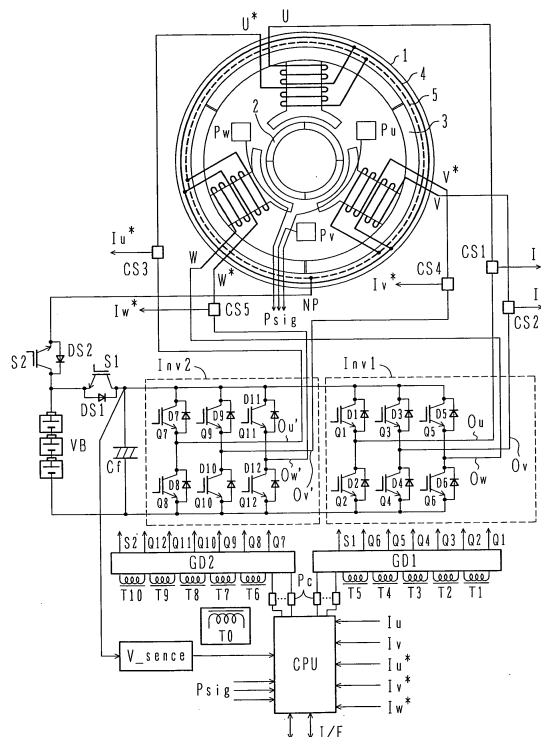 U* U
1
4
5
3
2
Pw Pu
Pv
V*
V
Iu*
CS3
W
W*
NP
Psig
CS4
Iv*
CS1
I
I
CS2
Iw*
CS5
S2
DS2
S1
DS1
VB
Cf
Inv2
Inv1
D7 D9 D11
Q7 Q9 Q11
Ou'
D8 D10 D12
Q8 Q10 Q12
Ow'
Ov'
D1 D3 D5
Q1 Q3 Q5
Ou
D2 D4 D6
Q2 Q4 Q6
Ow
Ov
S2 Q12 Q11 Q10 Q9 Q8 Q7
GD2
T10 T9 T8 T7 T6
S1 Q6 Q5 Q4 Q3 Q2 Q1
GD1
T5 T4 T3 T2 T1
Pc
T0
V_sence
CPU
Iu
Iv
Iu*
Iv*
Iw*
Psig
I/F